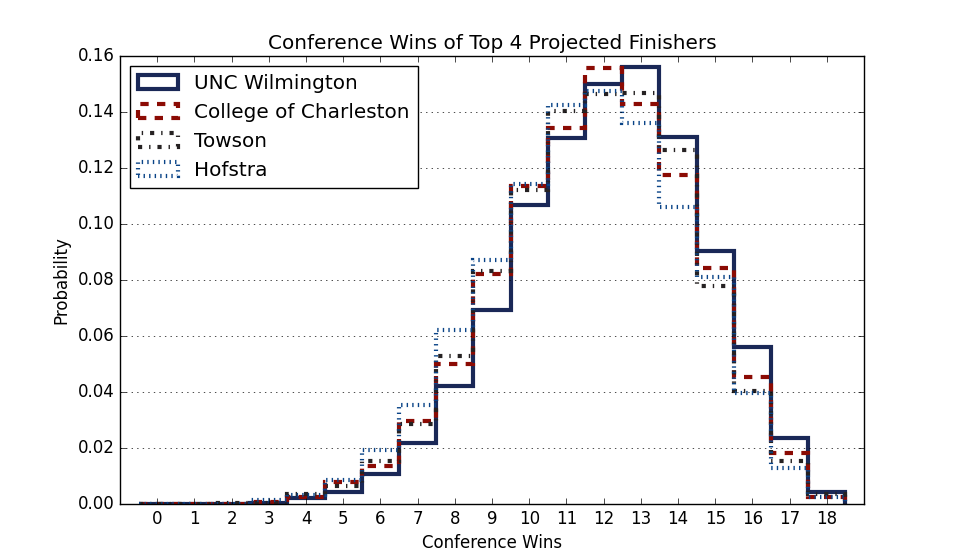 Conference Wins of Top 4 Projected Finishers
0.16
0.14
0.12
0.10
0.08
0.06
0.04
0.02
0.00
Probability
UNC Wilmington
College of Charleston
Towson
Hofstra
0 1 2 3 4 5 6 7 8 9 10 11 12 13 14 15 16 17 18
Conference Wins